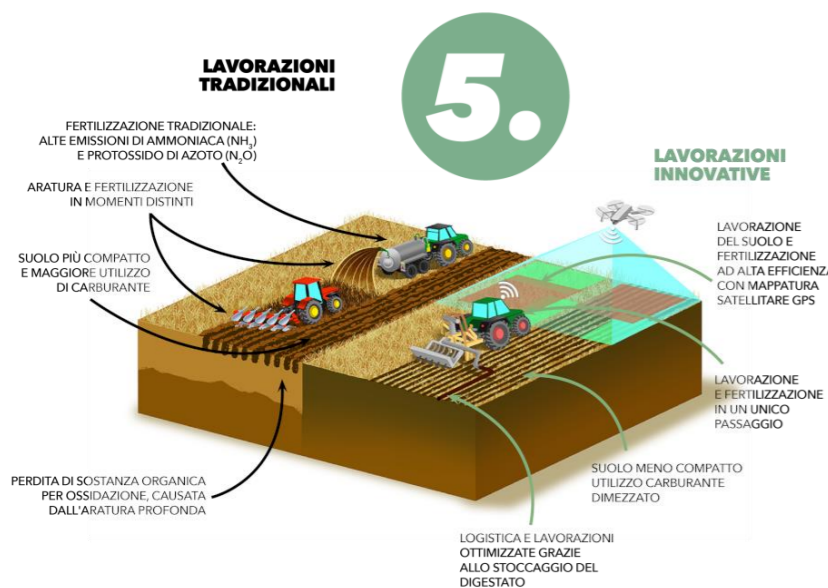 LAVORAZIONI
TRADIZIONALI
5.
FERTILIZZAZIONE TRADIZIONALE:
ALTE EMISSIONI DI AMMONIACA (NH₃)
E PROTOSSIDO DI AZOTO (N₂O)
ARATURA E FERTILIZZAZIONE
IN MOMENTI DISTINTI
SUOLO PIÙ COMPATTO
E MAGGIORE UTILIZZO
DI CARBURANTE
PERDITA DI SOSTANZA ORGANICA
PER OSSIDAZIONE, CAUSATA
DALL'ARATURA PROFONDA
LAVORAZIONI
INNOVATIVE
LAVORAZIONE
DEL SUOLO E
FERTILIZZAZIONE
AD ALTA EFFICIENZA
CON MAPPATURA
SATELLITARE GPS
LAVORAZIONE
E FERTILIZZAZIONE
IN UN UNICO
PASSAGGIO
SUOLO MENO COMPATTO
UTILIZZO CARBURANTE
DIMEZZATO
LOGISTICA E LAVORAZIONI
OTTIMIZZATE GRAZIE
ALLO STOCCAGGIO DEL
DIGESTATO